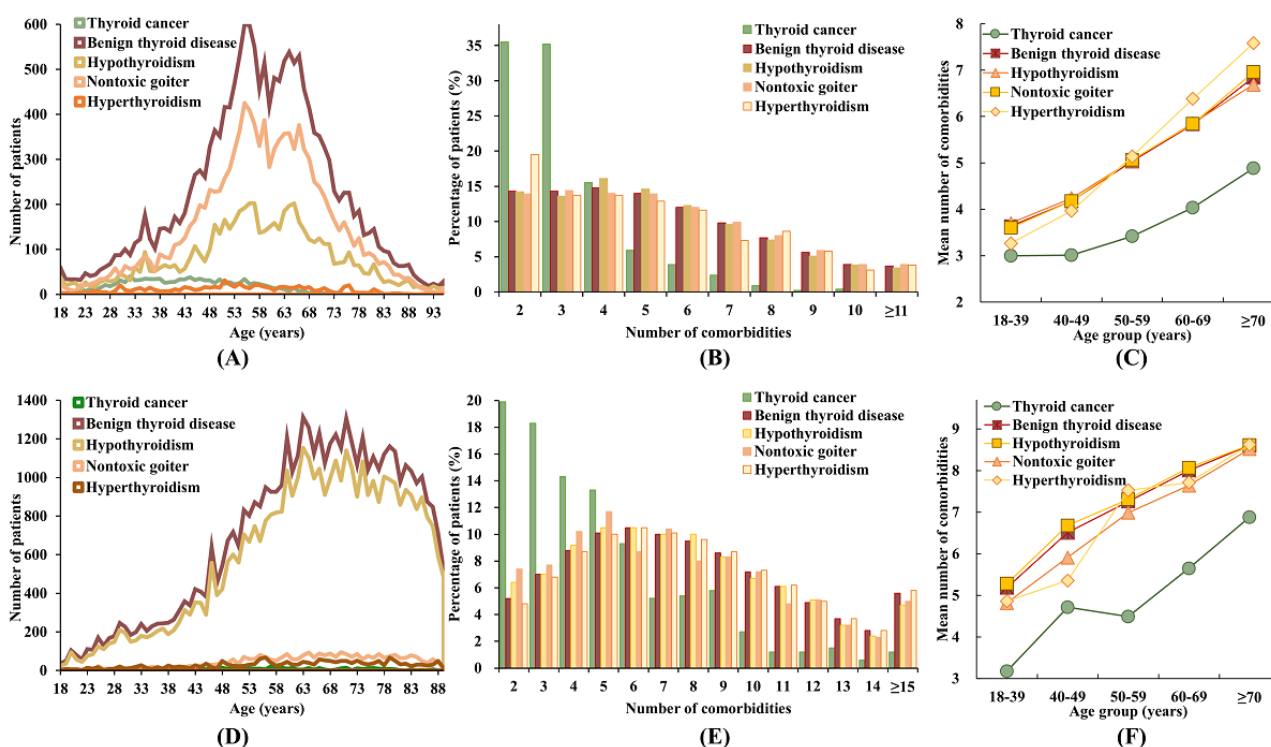 600
500
400
300
200
100
0
Number of patients
Thyroid cancer
Benign thyroid disease
Hypothyroidism
Nontoxic goiter
Hyperthyroidism
18 23 28 33 38 43 48 53 58 63 68 73 78 83 88 93
Age (years)
(A)
35
30
25
20
15
10
5
0
Percentage of patients (%)
Thyroid cancer
Benign thyroid disease
Hypothyroidism
Nontoxic goiter
Hyperthyroidism
2 3 4 5 6 7 8 9 10 ≥11
Number of comorbidities
(B)
8
7
6
5
4
3
2
Mean number of comorbidities
Thyroid cancer
Benign thyroid disease
Hypothyroidism
Nontoxic goiter
Hyperthyroidism
18-39 40-49 50-59 60-69 ≥70
Age group (years)
(C)
1400
1200
1000
800
600
400
200
0
Number of patients
Thyroid cancer
Benign thyroid disease
Hypothyroidism
Nontoxic goiter
Hyperthyroidism
18 23 28 33 38 43 48 53 58 63 68 73 78 83 88
Age (years)
(D)
20
18
16
14
12
10
8
6
4
2
0
Percentage of patients (%)
Thyroid cancer
Benign thyroid disease
Hypothyroidism
Nontoxic goiter
Hyperthyroidism
2 3 4 5 6 7 8 9 10 11 12 13 14 ≥15
Number of comorbidities
(E)
9
8
7
6
5
4
3
Mean number of comorbidities
Thyroid cancer
Benign thyroid disease
Hypothyroidism
Nontoxic goiter
Hyperthyroidism
18-39 40-49 50-59 60-69 ≥70
Age group (years)
(F)